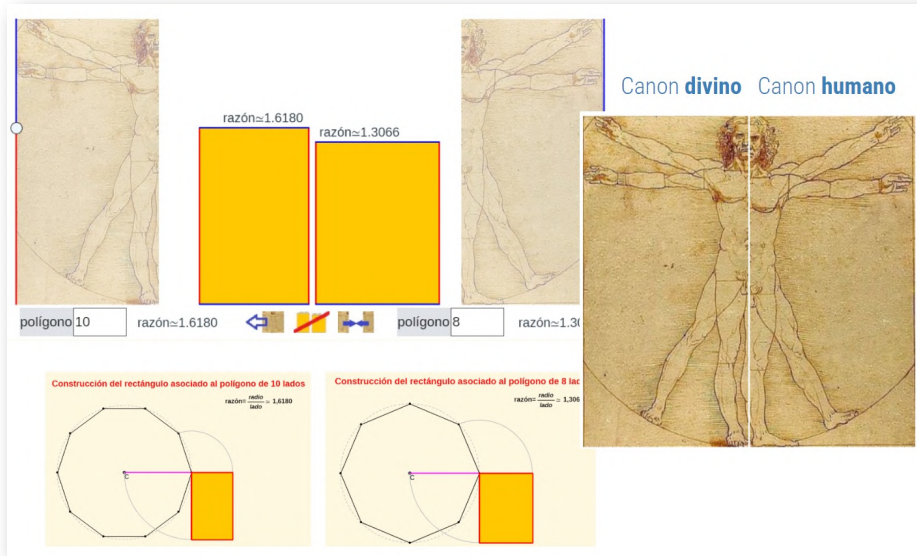 Canon divino Canon humano
razón≃1.6180
razón≃1.3066
polígono 10 razón≃1.6180
polígono 8 razón≃1.30
Construcción del rectángulo asociado al polígono de 10 lados
razón= radio
lado ≃ 1,6180
C
Construcción del rectángulo asociado al polígono de 8 lad
razón= radio
lado ≃ 1,306
C